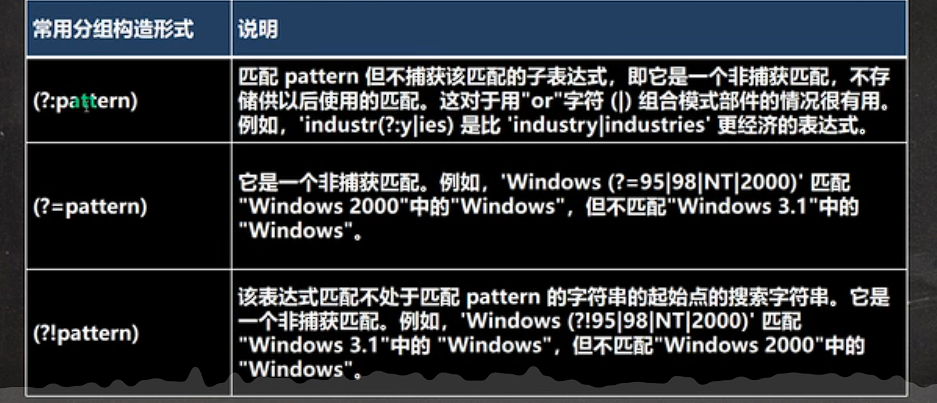 常用分组构造形式
说明
(?:pattern)
匹配 pattern 但不捕获该匹配的子表达式，即它是一个非捕获匹配，不存
储供以后使用的匹配。这对于用"or"字符 (|) 组合模式部件的情况很有用。
例如，'industr(?:y|ies) 是比 'industry|industries' 更经济的表达式。
(?=pattern)
它是一个非捕获匹配。例如，'Windows (?=95|98|NT|2000)' 匹配
"Windows 2000"中的"Windows"，但不匹配"Windows 3.1"中的
"Windows"。
(?!pattern)
该表达式匹配不处于匹配 pattern 的字符串的起始点的搜索字符串。它是
一个非捕获匹配。例如，'Windows (?!95|98|NT|2000)' 匹配
"Windows 3.1"中的 "Windows"，但不匹配"Windows 2000"中的
"Windows"。